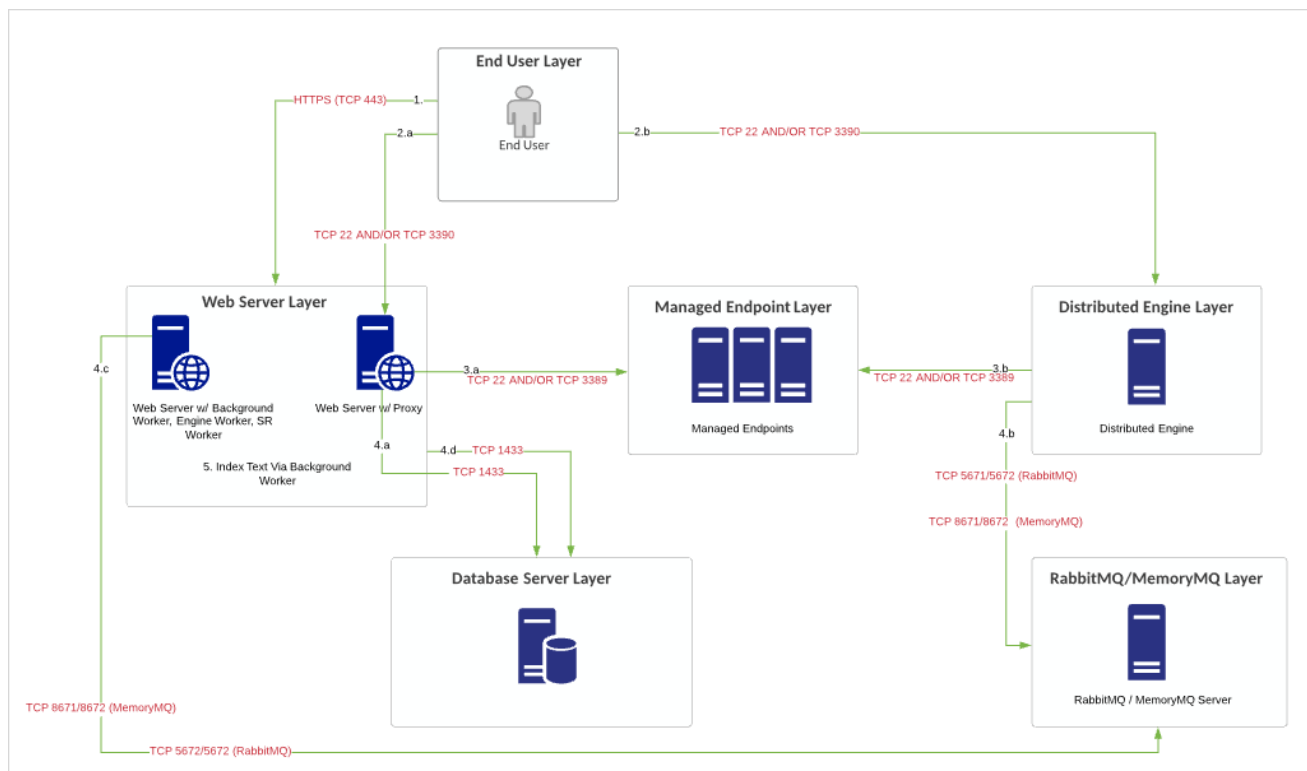 End User Layer
End User
HTTPS (TCP 443)
1.
2.a
2.b
TCP 22 AND/OR TCP 3390
TCP 22 AND/OR TCP 3390
Web Server Layer
Web Server w/ Background
Worker, Engine Worker, SR
Worker
Web Server w/ Proxy
5. Index Text Via Background
Worker
Managed Endpoint Layer
Managed Endpoints
Distributed Engine Layer
Distributed Engine
3.a
TCP 22 AND/OR TCP 3389
3.b
TCP 22 AND/OR TCP 3389
4.c
4.a
4.d
TCP 1433
TCP 1433
4.b
TCP 5671/5672 (RabbitMQ)
TCP 8671/8672 (MemoryMQ)
Database Server Layer
RabbitMQ/MemoryMQ Layer
RabbitMQ / MemoryMQ Server
TCP 8671/8672 (MemoryMQ)
TCP 5672/5672 (RabbitMQ)